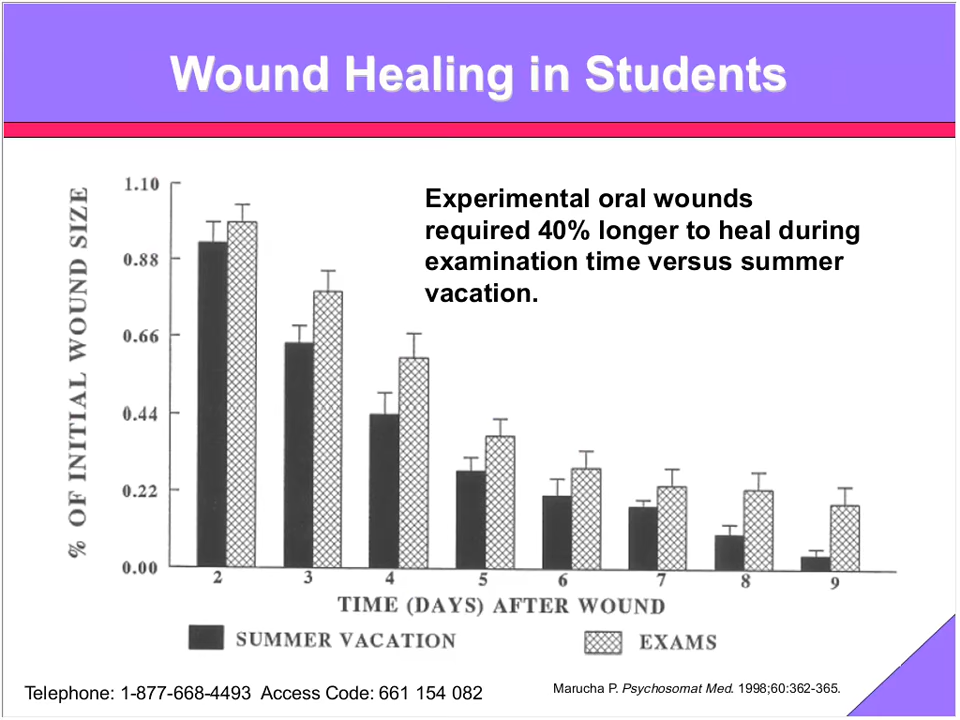 Wound Healing in Students
Experimental oral wounds
required 40% longer to heal during
examination time versus summer
vacation.
% OF INITIAL WOUND SIZE
1.10
0.88
0.66
0.44
0.22
0.00
2 3 4 5 6 7 8 9
TIME (DAYS) AFTER WOUND
SUMMER VACATION EXAMS
Telephone: 1-877-668-4493 Access Code: 661 154 082
Marucha P. Psychosomat Med. 1998;60:362-365.